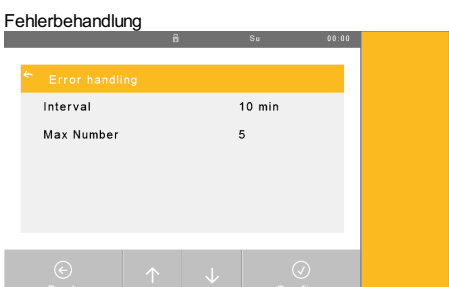 Fehlerbehandlung
Su 00:00
Error handling
Interval 10 min
Max Number 5